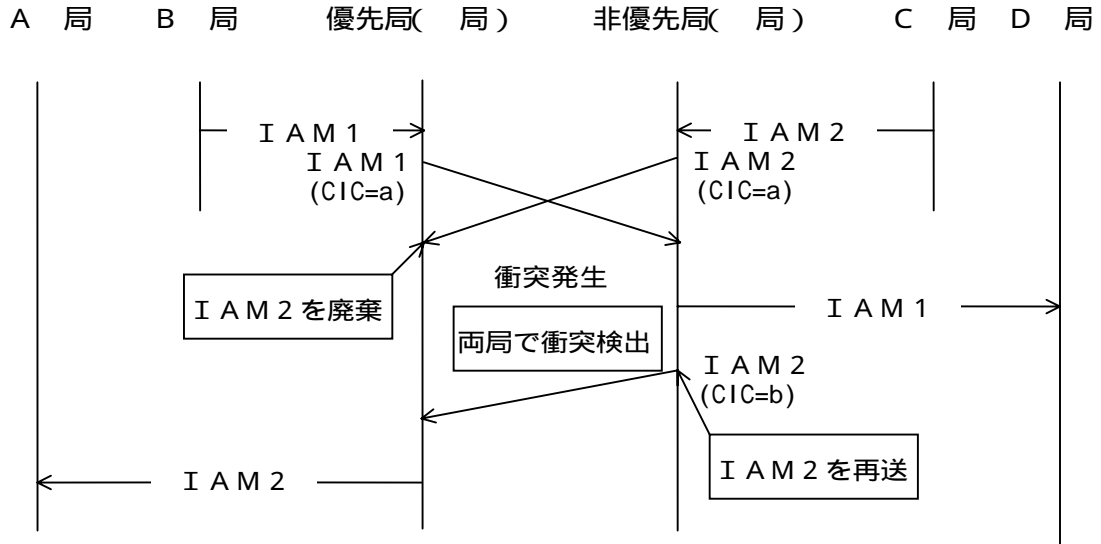 A 局 B 局 優先局( 局) 非優先局( 局) C 局 D 局
ＩＡＭ１ ＩＡＭ２
ＩＡＭ１
(CIC=a)
ＩＡＭ２
(CIC=a)
衝突発生
ＩＡＭ２を廃棄
ＩＡＭ１
両局で衝突検出
ＩＡＭ２
(CIC=b)
ＩＡＭ２を再送
ＩＡＭ２